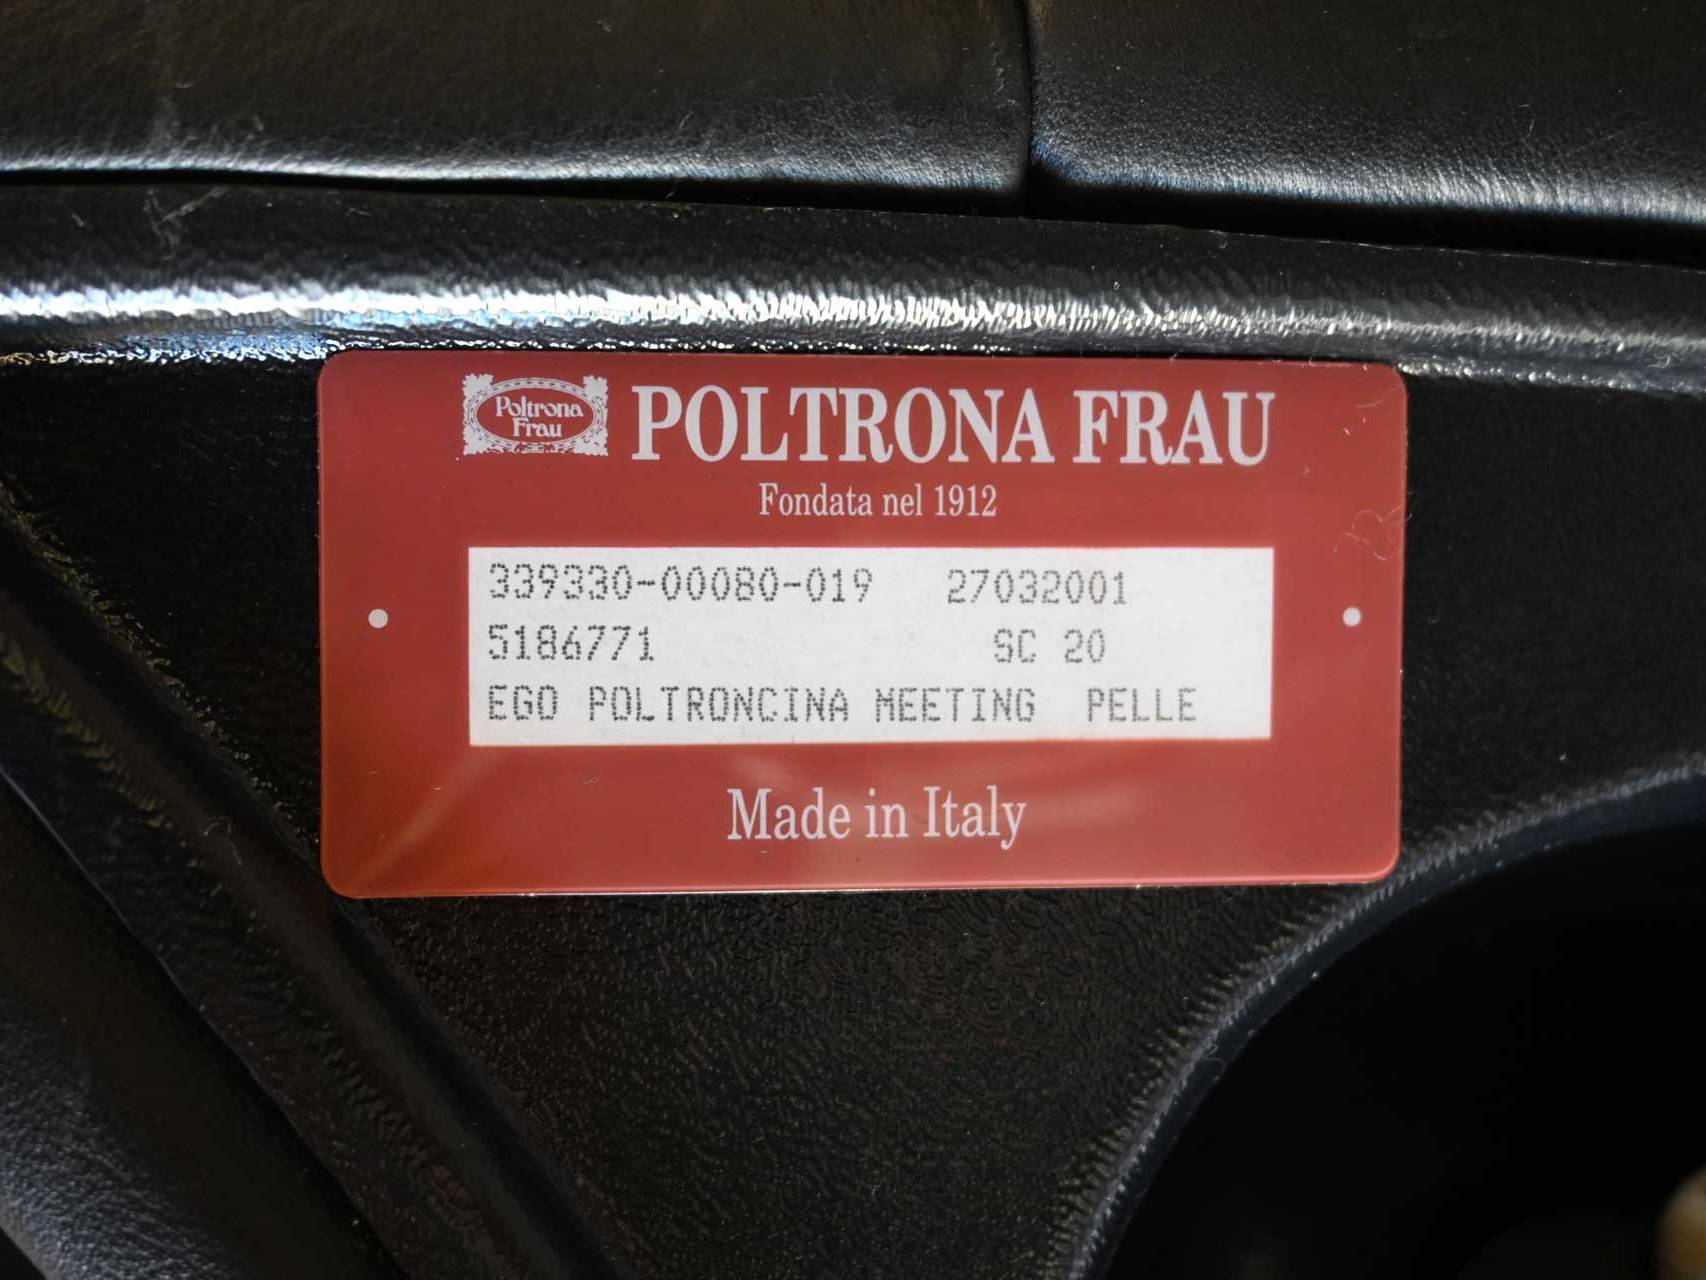 Poltrona
Frau
POLTRONA FRAU
Fondata nel 1912
339330-00080-019 27032001
5186771 SC 20
EGO POLTRONCINA MEETING PELLE
Made in Italy